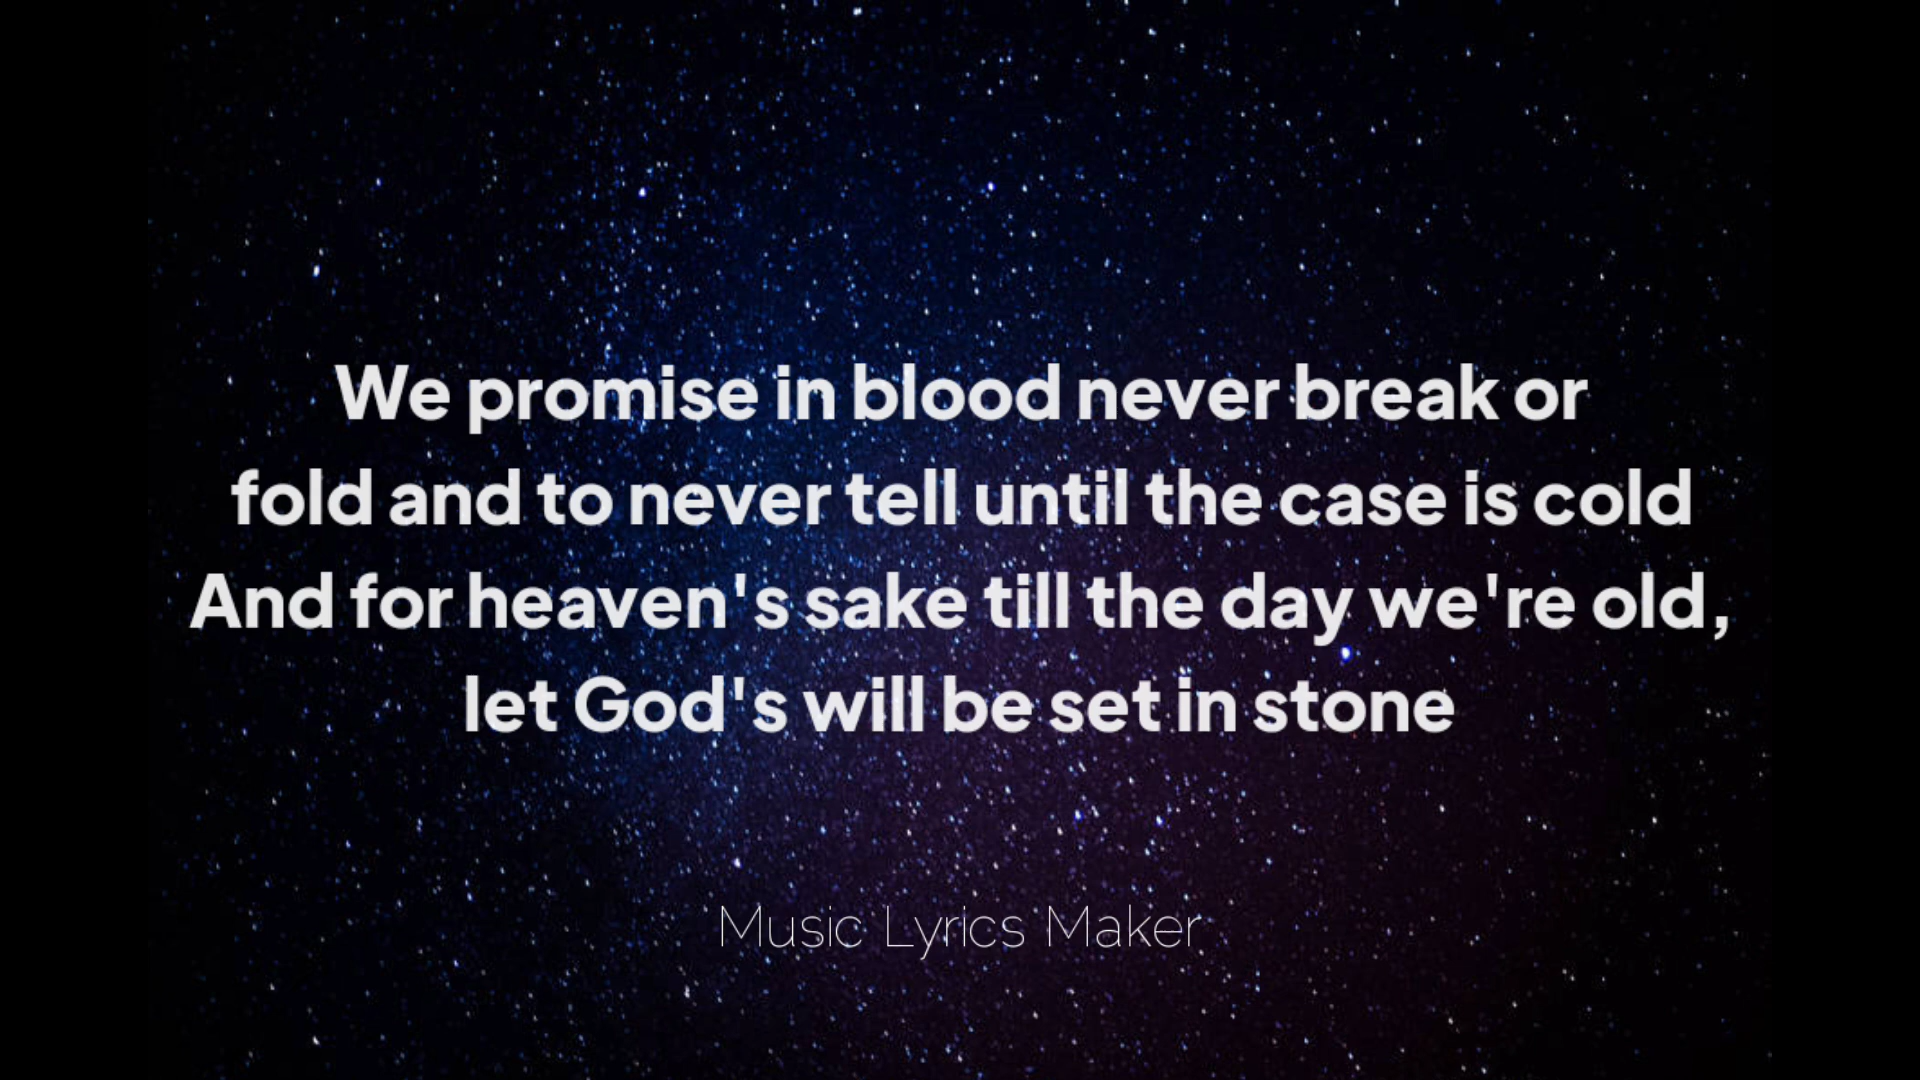 We promise in blood never break or
fold and to never tell until the case is cold
And for heaven's sake till the day we're old,
let God's will be set in stone
Music Lyrics Maker